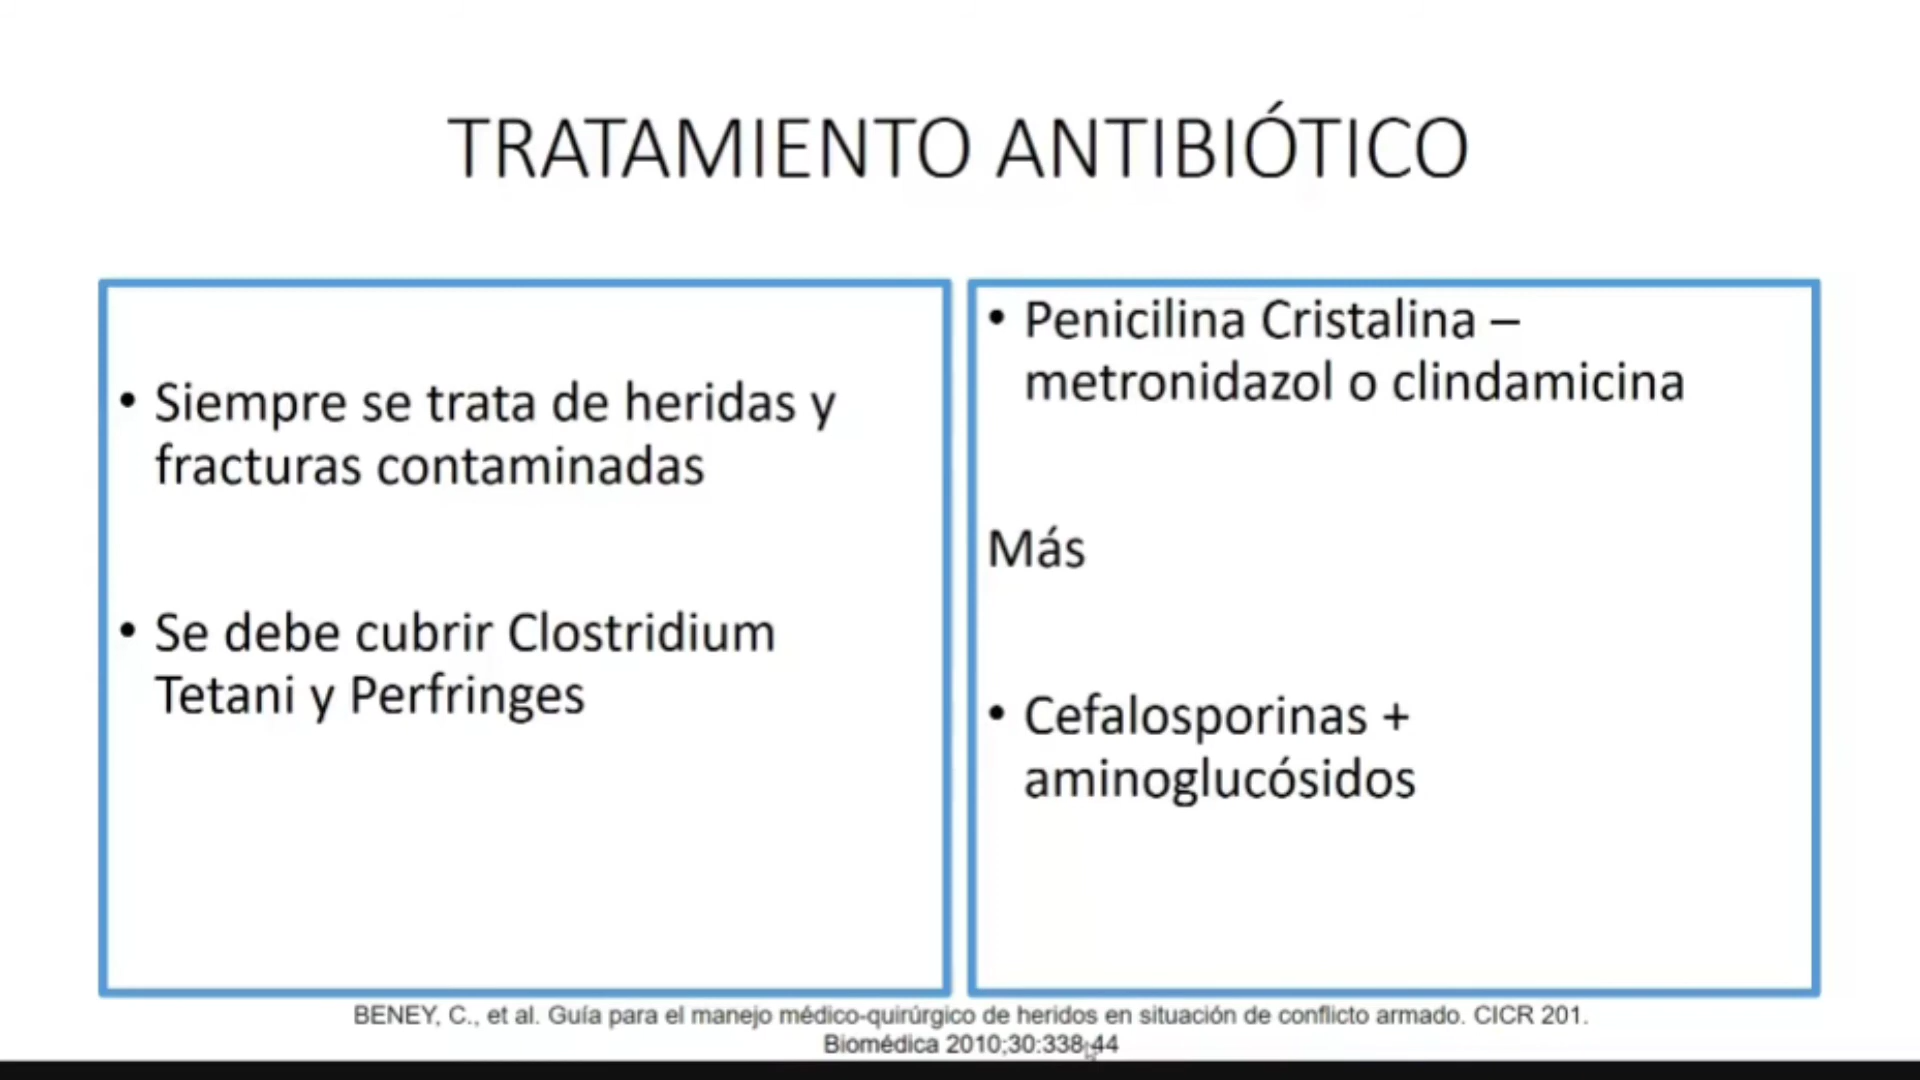 TRATAMIENTO ANTIBIÓTICO
• Siempre se trata de heridas y
fracturas contaminadas
• Se debe cubrir Clostridium
Tetani y Perfringes
• Penicilina Cristalina –
metronidazol o clindamicina
Más
• Cefalosporinas +
aminoglucósidos
BENEY, C., et al. Guía para el manejo médico-quirúrgico de heridos en situación de conflicto armado. CICR 201.
Biomédica 2010;30:338-44